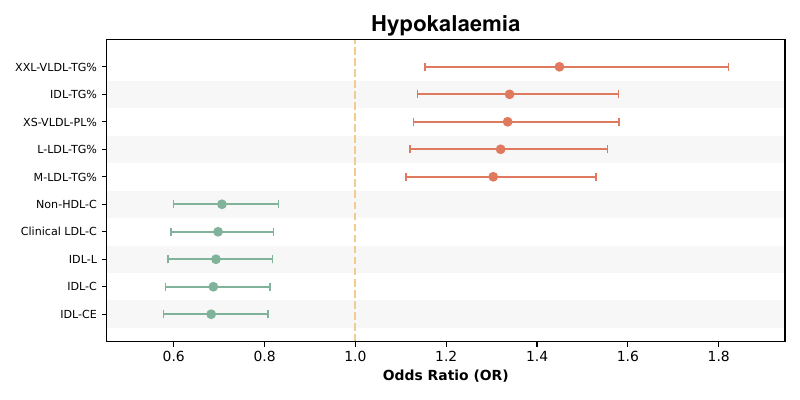 Hypokalaemia
XXL-VLDL-TG%
IDL-TG%
XS-VLDL-PL%
L-LDL-TG%
M-LDL-TG%
Non-HDL-C
Clinical LDL-C
IDL-L
IDL-C
IDL-CE
0.6 0.8 1.0 1.2 1.4 1.6 1.8
Odds Ratio (OR)